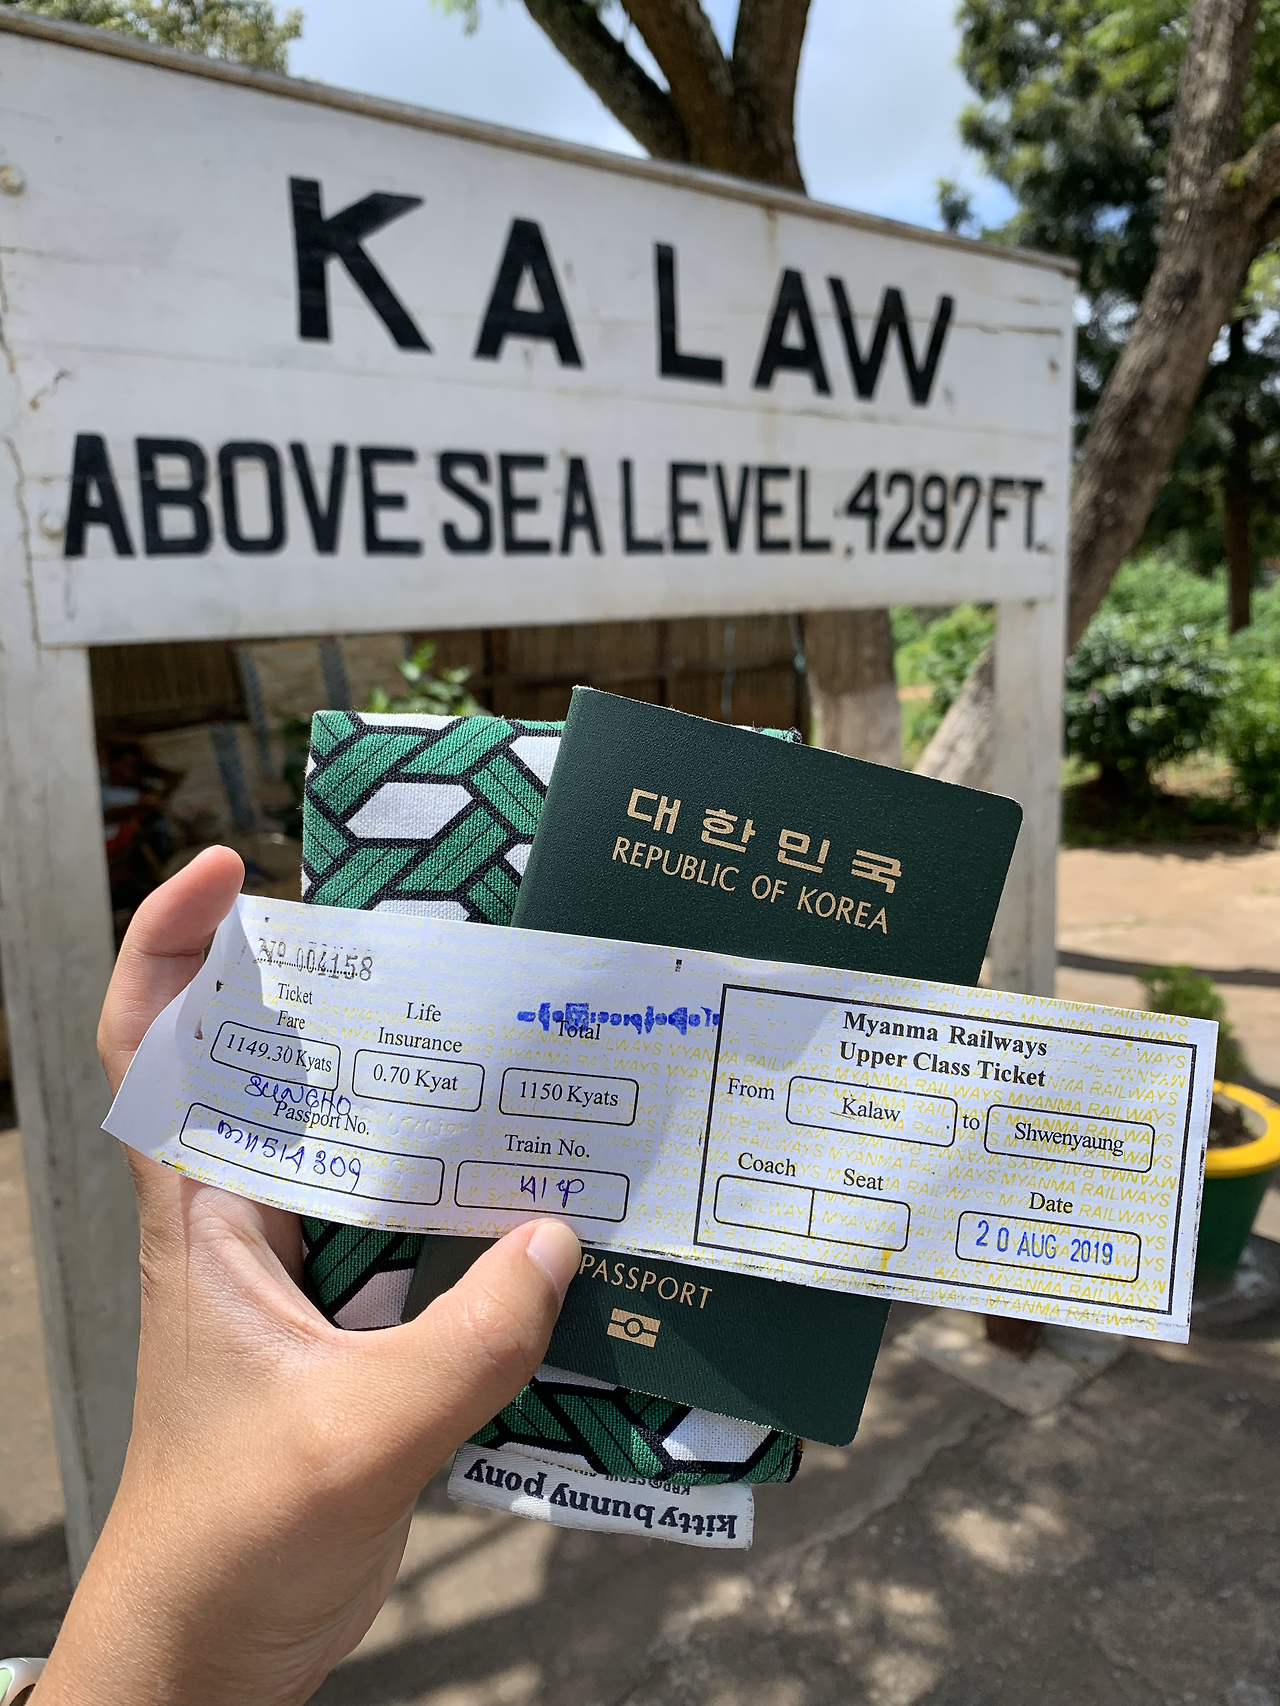 KALAW
ABOVE SEA LEVEL, 4297 FT.
대한민국
REPUBLIC OF KOREA
Nº 004158
Ticket Fare
1149.30 Kyats
Life Insurance
0.70 Kyat
Total
1150 Kyats
SUNGHO
Passport No.
Train No.
Myanma Railways
Upper Class Ticket
From Kalaw to Shwenyaung
Coach Seat
Date
20 AUG 2019
PASSPORT
kitty bunny pony